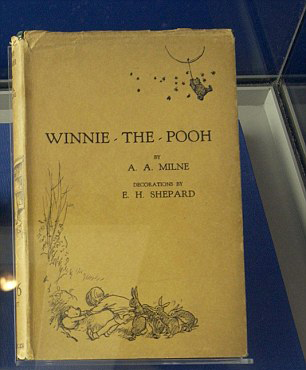 WINNIE - THE - POOH
BY
A. A. MILNE
DECORATIONS BY
E. H. SHEPARD